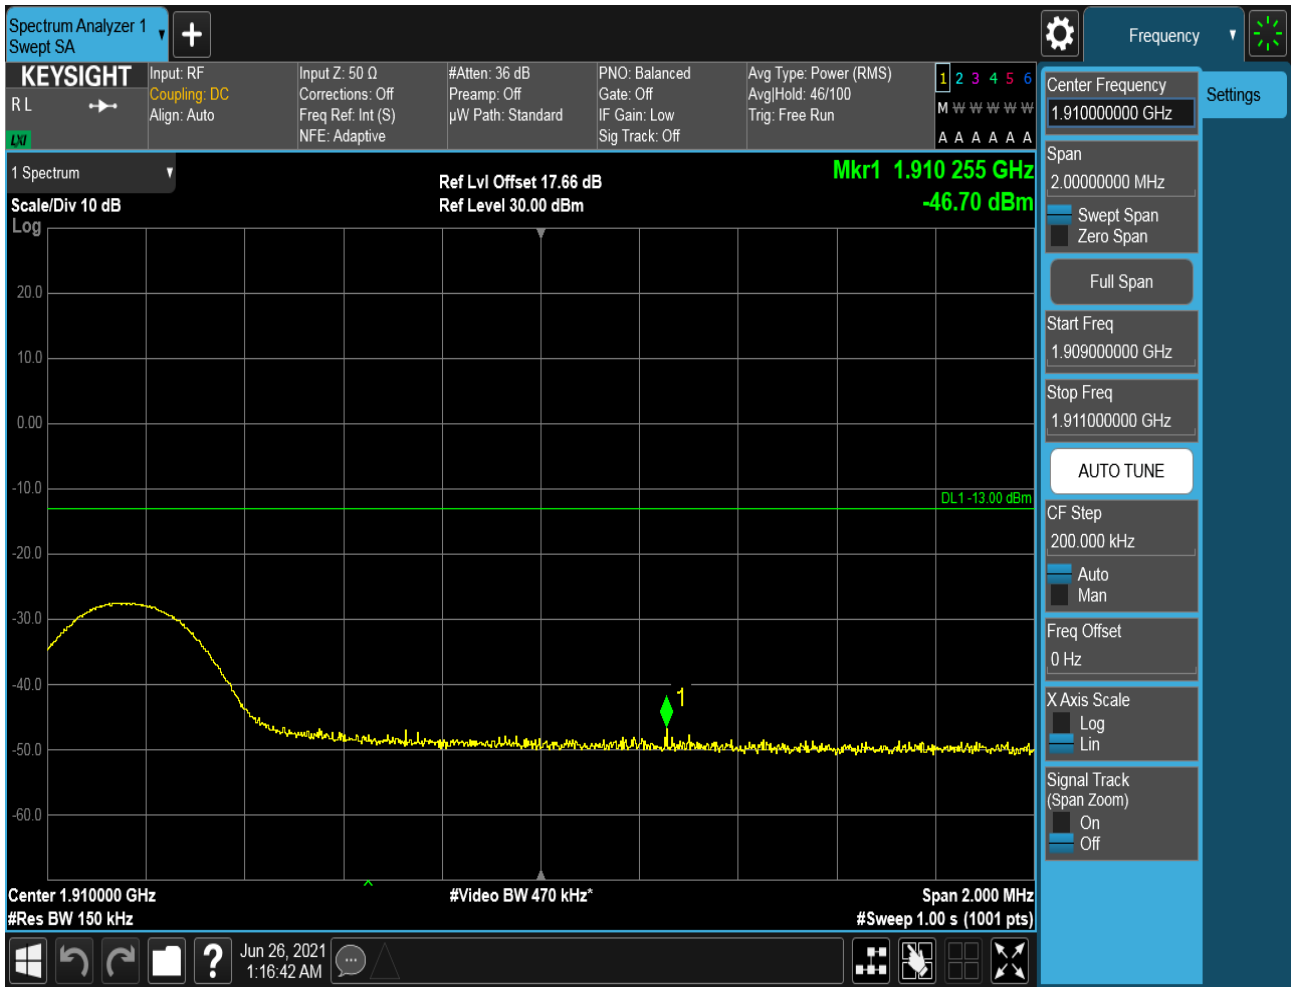 Spectrum Analyzer 1
Swept SA
+
Frequency
KEYSIGHT
R L
LXI
Input: RF
Coupling: DC
Align: Auto
Input Z: 50 Ω
Corrections: Off
Freq Ref: Int (S)
NFE: Adaptive
#Atten: 36 dB
Preamp: Off
µW Path: Standard
PNO: Balanced
Gate: Off
IF Gain: Low
Sig Track: Off
Avg Type: Power (RMS)
Avg|Hold: 46/100
Trig: Free Run
1 2 3 4 5 6
M W W W W W
A A A A A A
1 Spectrum
Scale/Div 10 dB
Log
Ref Lvl Offset 17.66 dB
Ref Level 30.00 dBm
Mkr1 1.910 255 GHz
-46.70 dBm
20.0
10.0
0.00
-10.0
DL1 -13.00 dBm
-20.0
-30.0
-40.0
1
-50.0
-60.0
Center 1.910000 GHz
#Res BW 150 kHz
#Video BW 470 kHz*
Span 2.000 MHz
#Sweep 1.00 s (1001 pts)
?
Jun 26, 2021
1:16:42 AM
Settings
Center Frequency
1.910000000 GHz
Span
2.00000000 MHz
Swept Span
Zero Span
Full Span
Start Freq
1.909000000 GHz
Stop Freq
1.911000000 GHz
AUTO TUNE
CF Step
200.000 kHz
Auto
Man
Freq Offset
0 Hz
X Axis Scale
Log
Lin
Signal Track
(Span Zoom)
On
Off